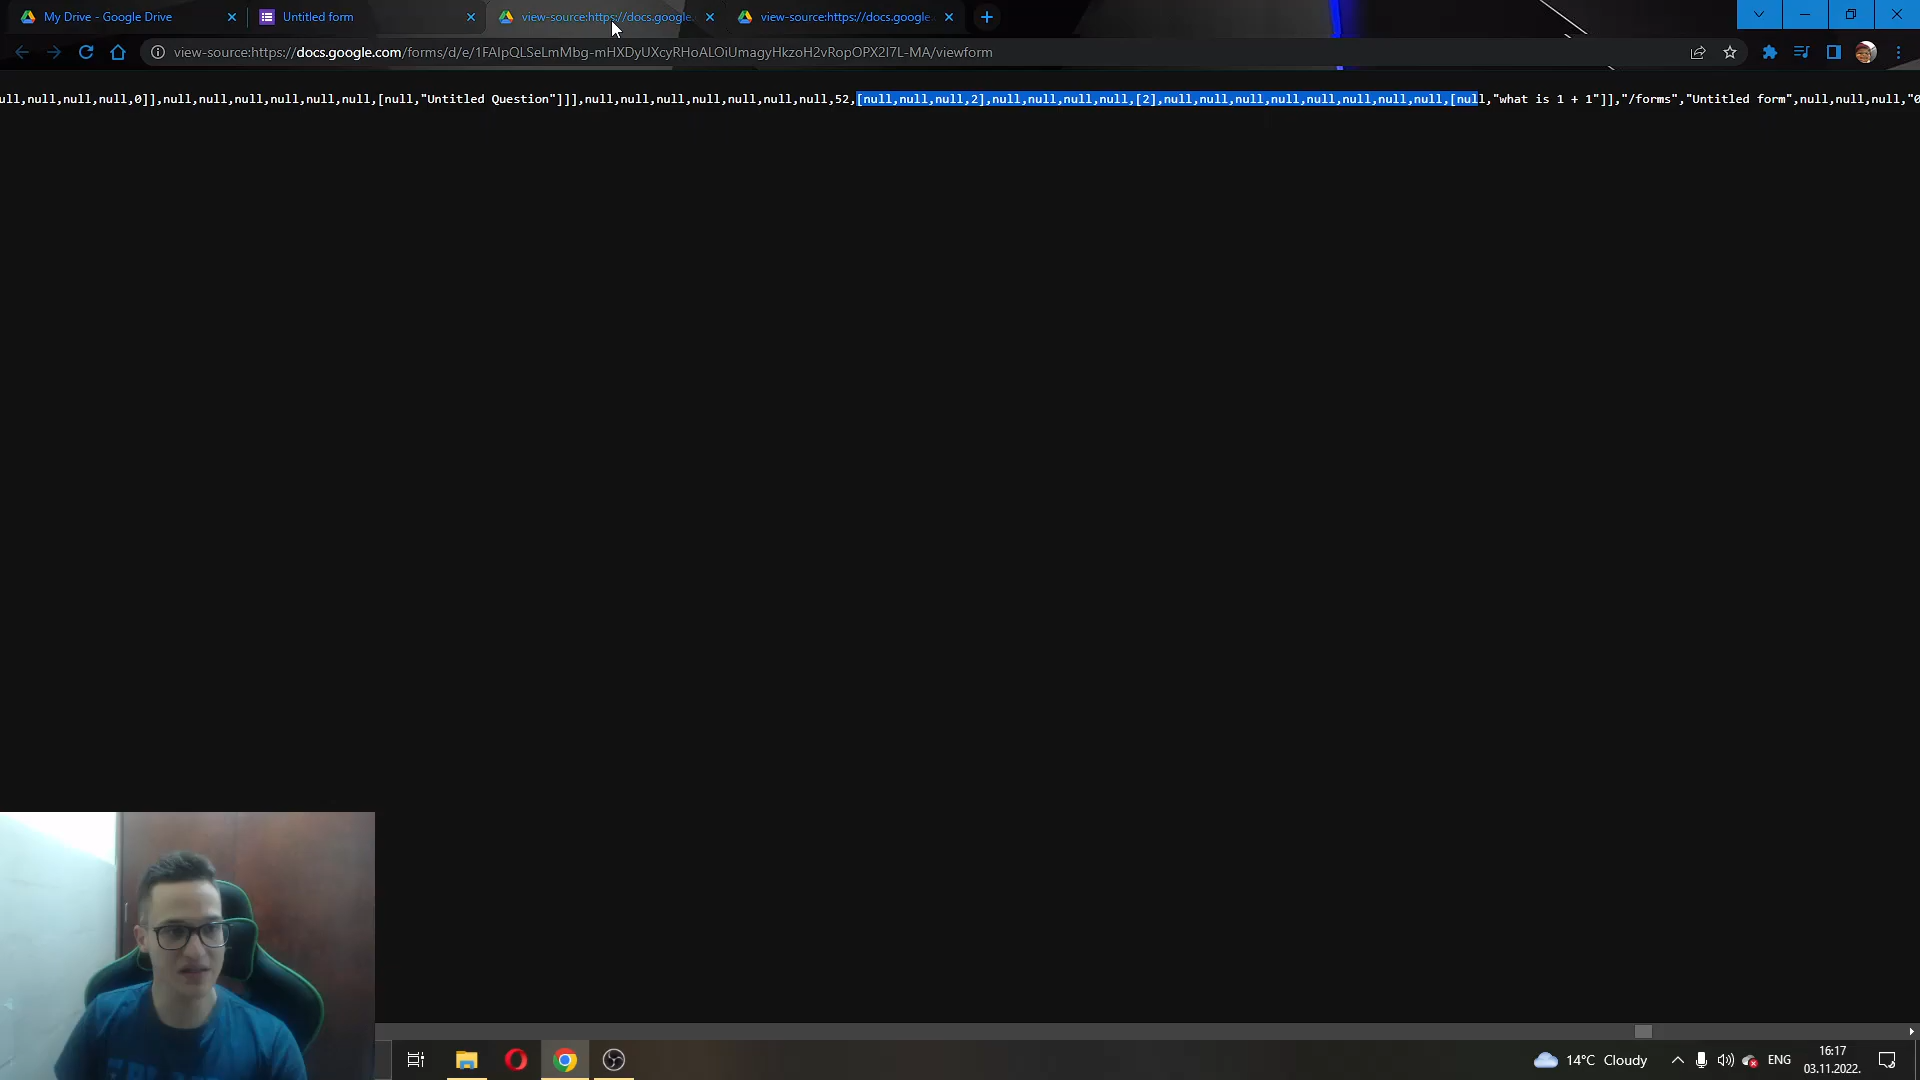 My Drive - Google Drive
Untitled form
view-source:https://docs.google.
view-source:https://docs.google.
view-source:https://docs.google.com/forms/d/e/1FAIpQLSeLmMbg-mHXDyUXcyRHoALOiUmagyHkzoH2vRopOPX2I7L-MA/viewform
ull,null,null,null,0]],null,null,null,null,null,null,[null,"Untitled Question"]]],null,null,null,null,null,null,null,52,[null,null,null,2],null,null,null,null,[2],null,null,null,null,null,null,null,null,[null,"what is 1 + 1"]],"/forms","Untitled form",null,null,null,"0
14°C Cloudy
ENG
16:17
03.11.2022.